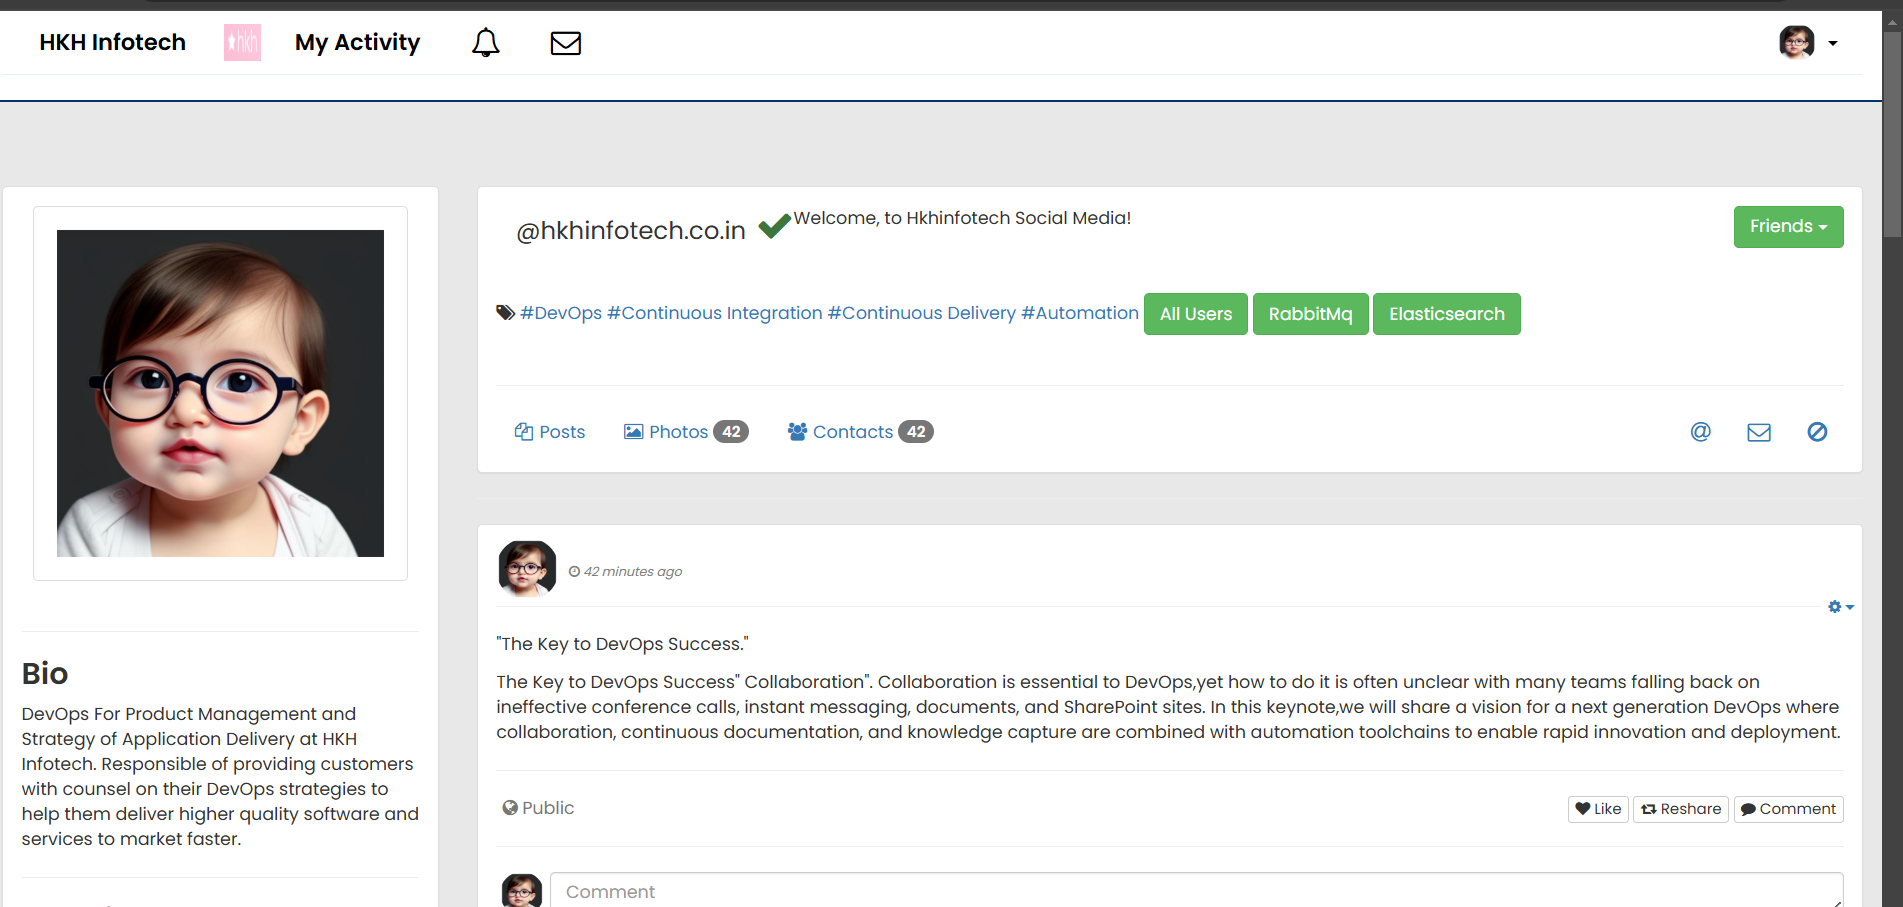 HKH Infotech hkh My Activity
@hkhinfotech.co.in Welcome, to Hkhinfotech Social Media! Friends
#DevOps #Continuous Integration #Continuous Delivery #Automation All Users RabbitMq Elasticsearch
Posts Photos 42 Contacts 42 @
42 minutes ago
"The Key to DevOps Success."
The Key to DevOps Success" Collaboration". Collaboration is essential to DevOps,yet how to do it is often unclear with many teams falling back on
ineffective conference calls, instant messaging, documents, and SharePoint sites. In this keynote,we will share a vision for a next generation DevOps where
collaboration, continuous documentation, and knowledge capture are combined with automation toolchains to enable rapid innovation and deployment.
Public Like Reshare Comment
Comment
Bio
DevOps For Product Management and
Strategy of Application Delivery at HKH
Infotech. Responsible of providing customers
with counsel on their DevOps strategies to
help them deliver higher quality software and
services to market faster.